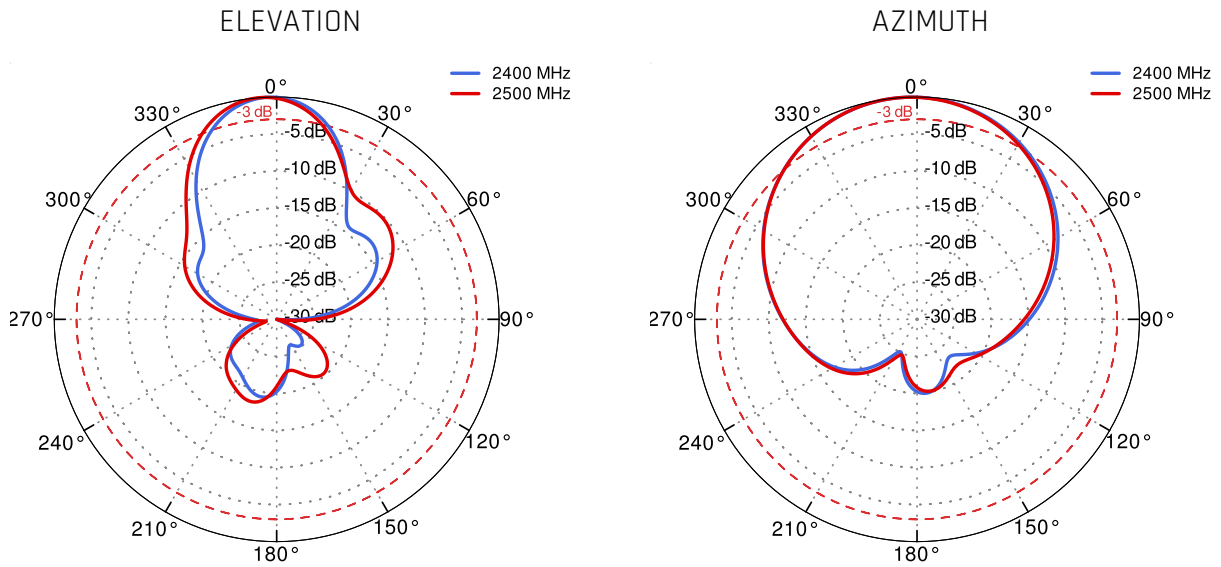 ELEVATION
2400 MHz
2500 MHz
0°
-3 dB
330°
30°
-5 dB
-10 dB
300°
60°
-15 dB
-20 dB
-25 dB
270°
-30 dB
90°
240°
120°
210°
150°
180°
AZIMUTH
2400 MHz
2500 MHz
0°
-3 dB
330°
30°
-5 dB
-10 dB
300°
60°
-15 dB
-20 dB
-25 dB
270°
-30 dB
90°
240°
120°
210°
150°
180°